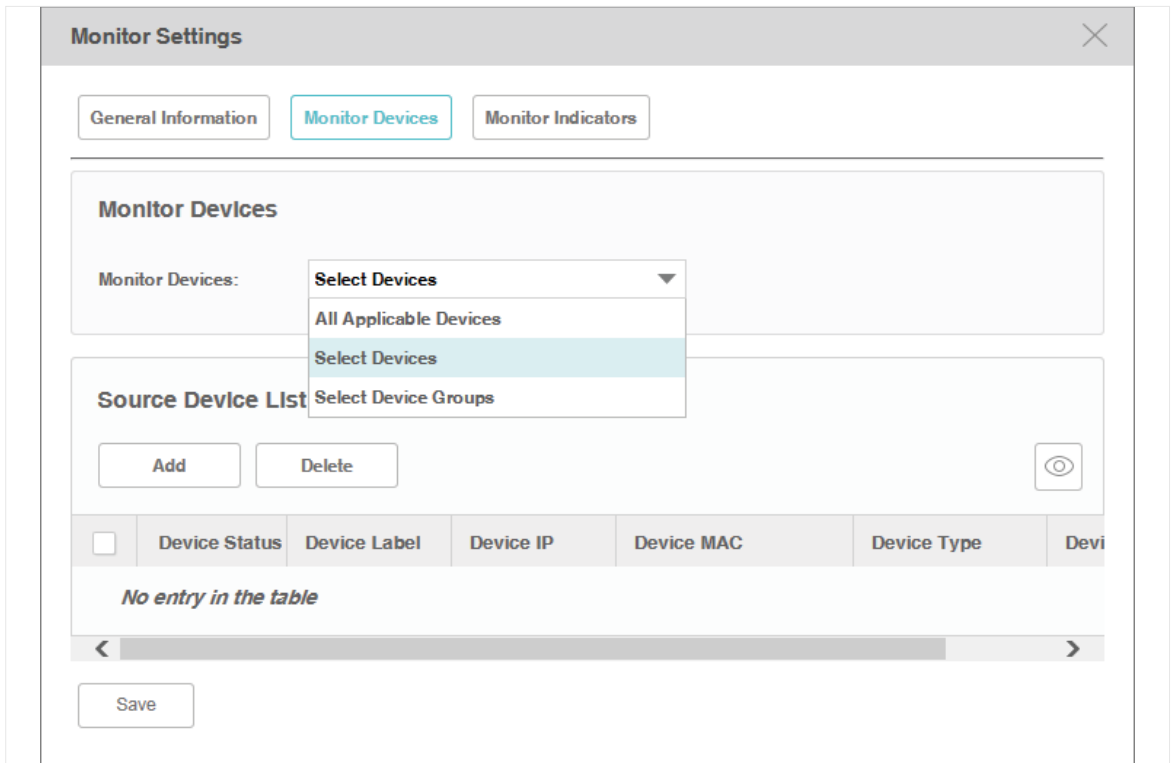 Monitor Settings
General Information Monitor Devices Monitor Indicators
Monitor Devices
Monitor Devices: Select Devices
All Applicable Devices
Select Devices
Source Device List Select Device Groups
Add Delete
Device Status Device Label Device IP Device MAC Device Type Devi
No entry in the table
Save